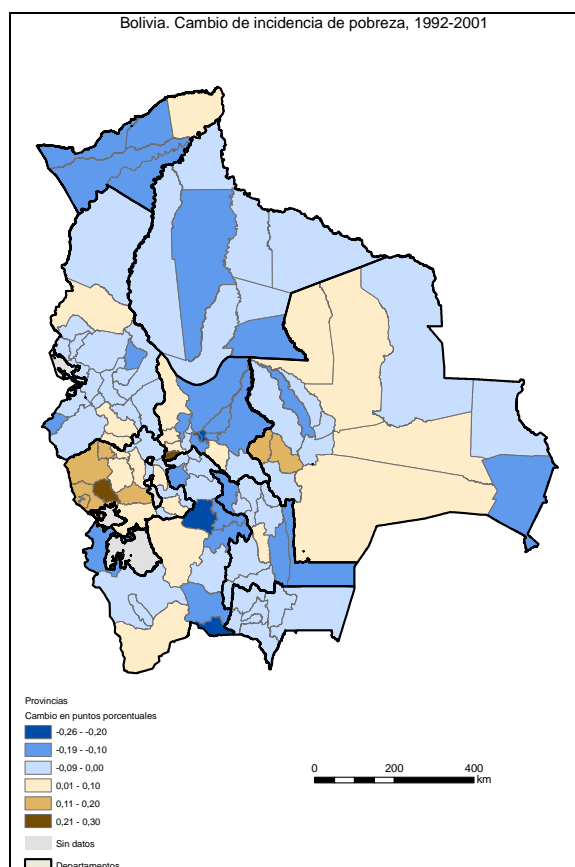 Bolivia. Cambio de incidencia de pobreza, 1992-2001
Provincias
Cambio en puntos porcentuales
-0,26 - -0,20
-0,19 - -0,10
-0,09 - 0,00
0,01 - 0,10
0,11 - 0,20
0,21 - 0,30
Sin datos
Departamentos
0 200 400
km